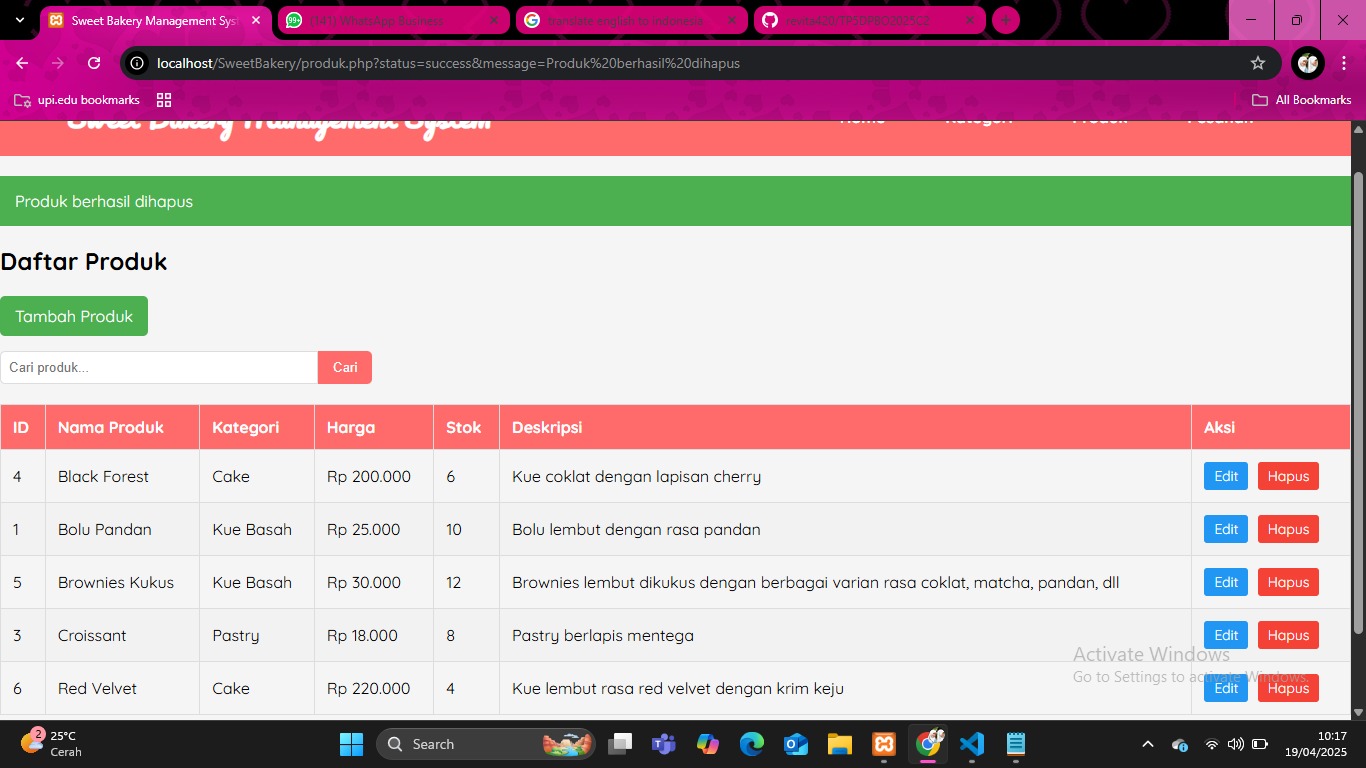 Sweet Bakery Management Sys
(141) WhatsApp Business
translate english to indonesia
localhost/SweetBakery/produk.php?status=success&message=Produk%20berhasil%20dihapus
upi.edu bookmarks
All Bookmarks
Sweet Bakery Management System
Home Kategori Produk Pesanan
Produk berhasil dihapus
Daftar Produk
Tambah Produk
Cari produk... Cari
ID Nama Produk Kategori Harga Stok Deskripsi Aksi
4 Black Forest Cake Rp 200.000 6 Kue coklat dengan lapisan cherry Edit Hapus
1 Bolu Pandan Kue Basah Rp 25.000 10 Bolu lembut dengan rasa pandan Edit Hapus
5 Brownies Kukus Kue Basah Rp 30.000 12 Brownies lembut dikukus dengan berbagai varian rasa coklat, matcha, pandan, dll Edit Hapus
3 Croissant Pastry Rp 18.000 8 Pastry berlapis mentega Edit Hapus
6 Red Velvet Cake Rp 220.000 4 Kue lembut rasa red velvet dengan krim keju Edit Hapus
Activate Windows
Go to Settings to activate Windows.
2
25°C
Cerah
Search
10:17
19/04/2025